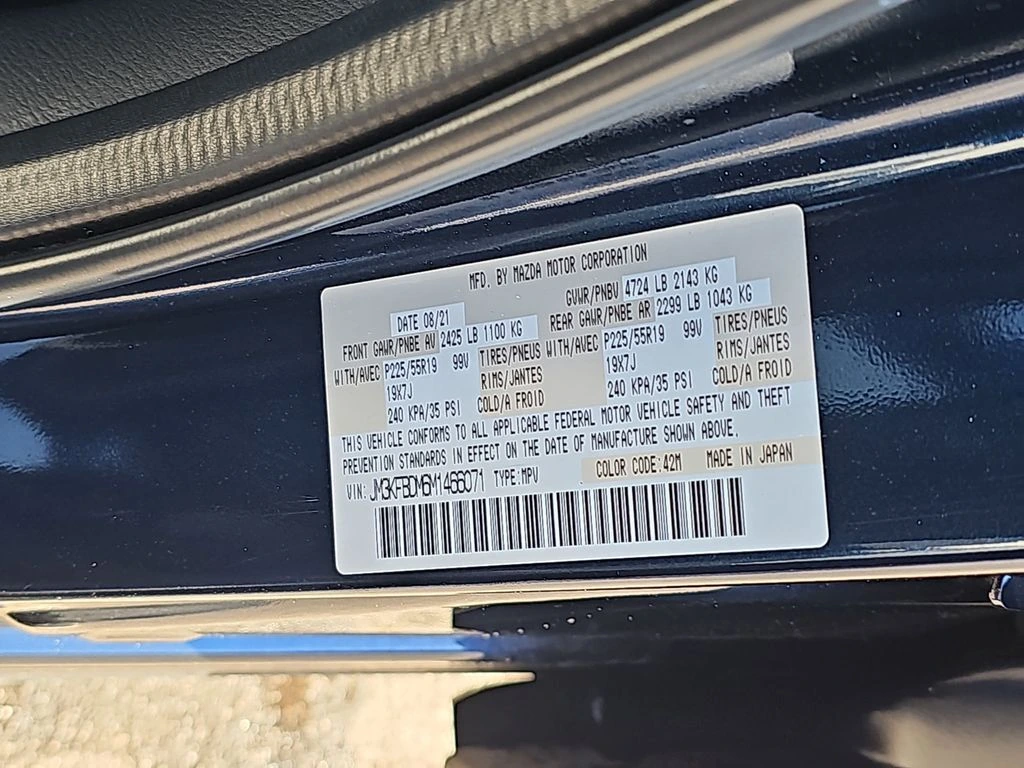 MFD. BY MAZDA MOTOR CORPORATION
DATE 08/21 GVWR/PNBV 4724 LB 2143 KG
FRONT GAWR/PNBE AV 2425 LB 1100 KG REAR GAWR/PNBE AR 2299 LB 1043 KG
WITH/AVEC P225/55R19 99V TIRES/PNEUS WITH/AVEC P225/55R19 99V TIRES/PNEUS
19X7J RIMS/JANTES 19X7J RIMS/JANTES
240 KPA/35 PSI COLD/A FROID 240 KPA/35 PSI COLD/A FROID
THIS VEHICLE CONFORMS TO ALL APPLICABLE FEDERAL MOTOR VEHICLE SAFETY AND THEFT
PREVENTION STANDARDS IN EFFECT ON THE DATE OF MANUFACTURE SHOWN ABOVE.
VIN: JM3KFBDM6M1466071 TYPE:MPV COLOR CODE:42M MADE IN JAPAN